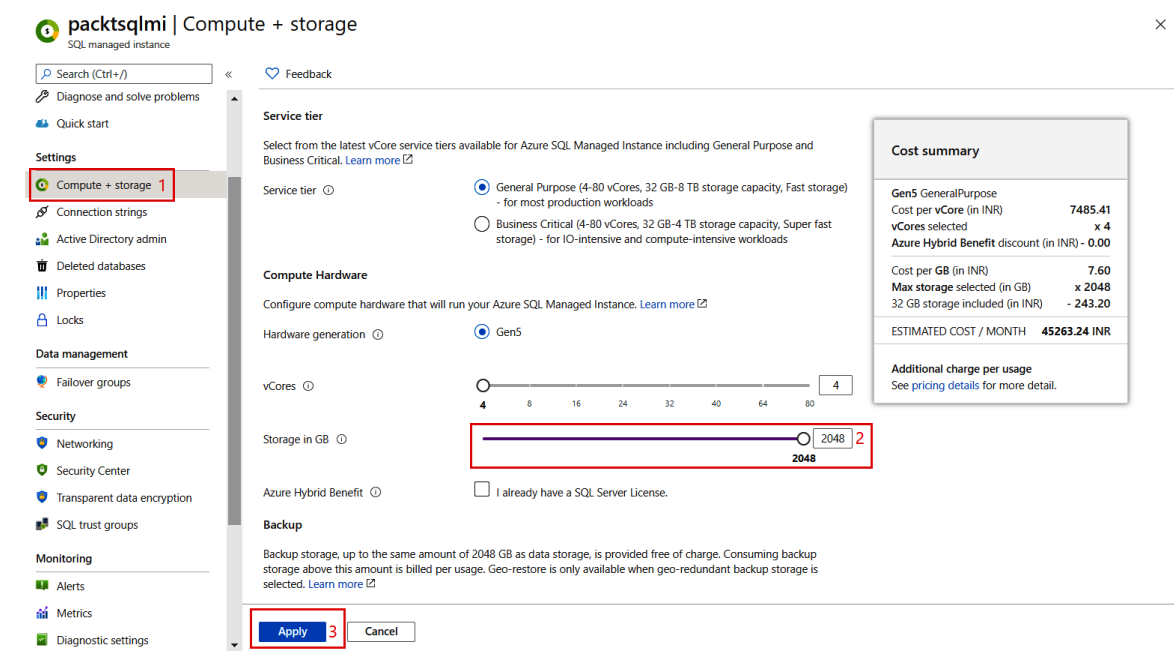 packtsqlmi | Compute + storage
SQL managed instance
Search (Ctrl+/)
«
Diagnose and solve problems
Quick start
Settings
Compute + storage 1
Connection strings
Active Directory admin
Deleted databases
Properties
Locks
Data management
Failover groups
Security
Networking
Security Center
Transparent data encryption
SQL trust groups
Monitoring
Alerts
Metrics
Diagnostic settings
Feedback
Service tier
Select from the latest vCore service tiers available for Azure SQL Managed Instance including General Purpose and
Business Critical. Learn more
Service tier
General Purpose (4-80 vCores, 32 GB-8 TB storage capacity, Fast storage)
- for most production workloads
Business Critical (4-80 vCores, 32 GB-4 TB storage capacity, Super fast
storage) - for IO-intensive and compute-intensive workloads
Compute Hardware
Configure compute hardware that will run your Azure SQL Managed Instance. Learn more
Hardware generation
Gen5
vCores
4
4 8 16 24 32 40 64 80
Storage in GB
2048 2
2048
Azure Hybrid Benefit
I already have a SQL Server License.
Backup
Backup storage, up to the same amount of 2048 GB as data storage, is provided free of charge. Consuming backup
storage above this amount is billed per usage. Geo-restore is only available when geo-redundant backup storage is
selected. Learn more
Apply 3 Cancel
Cost summary
Gen5 GeneralPurpose
Cost per vCore (in INR) 7485.41
vCores selected x 4
Azure Hybrid Benefit discount (in INR) - 0.00
Cost per GB (in INR) 7.60
Max storage selected (in GB) x 2048
32 GB storage included (in INR) - 243.20
ESTIMATED COST / MONTH 45263.24 INR
Additional charge per usage
See pricing details for more detail.